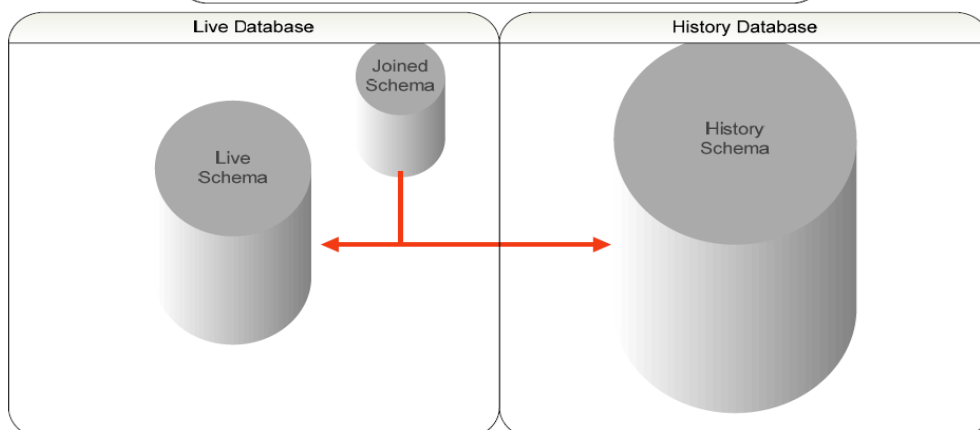 Live Database
History Database
Joined
Schema
Live
Schema
History
Schema